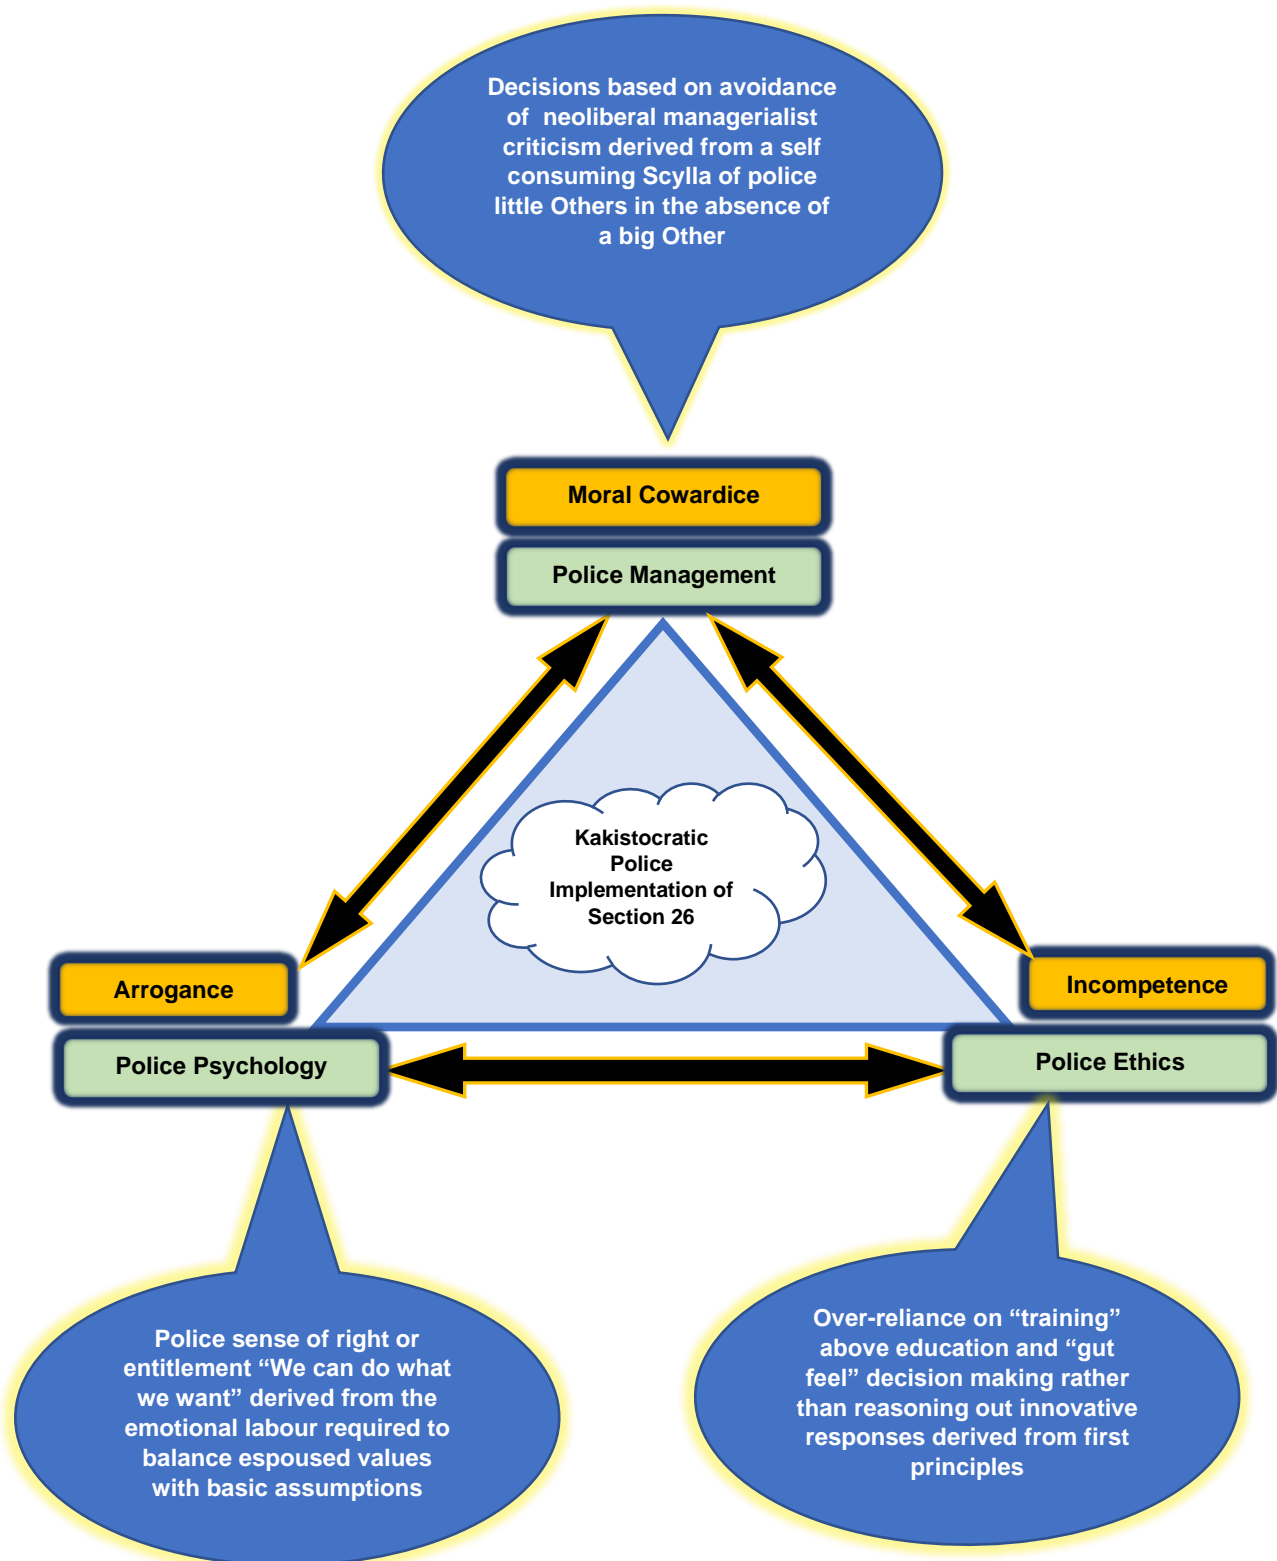 Decisions based on avoidance
of neoliberal managerialist
criticism derived from a self
consuming Scylla of police
little Others in the absence of
a big Other
Moral Cowardice
Police Management
Kakistocratic
Police
Implementation of
Section 26
Arrogance
Police Psychology
Incompetence
Police Ethics
Police sense of right or
entitlement “We can do what
we want” derived from the
emotional labour required to
balance espoused values
with basic assumptions
Over-reliance on “training”
above education and “gut
feel” decision making rather
than reasoning out innovative
responses derived from first
principles